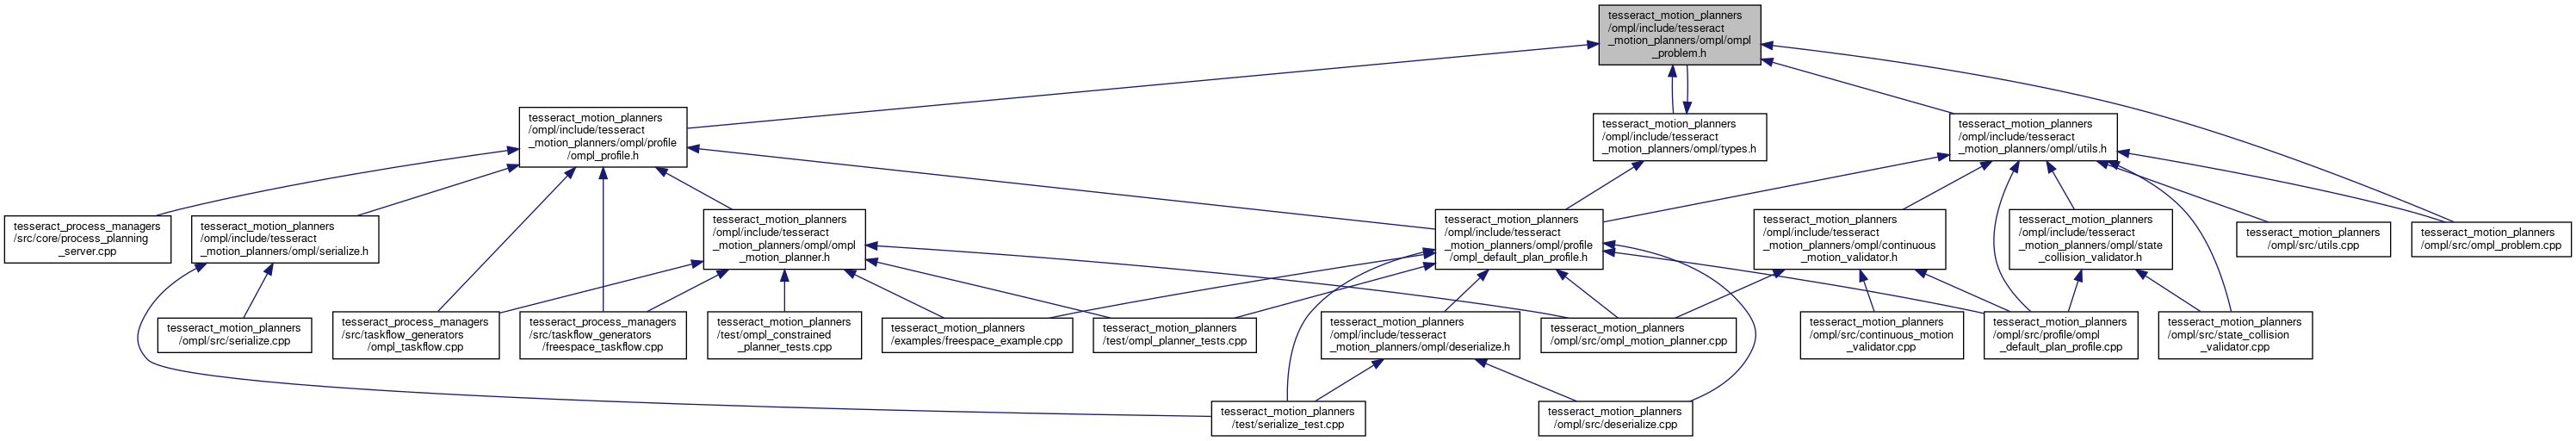 tesseract_motion_planners
/ompl/include/tesseract
_motion_planners/ompl/ompl
_problem.h
tesseract_motion_planners
/ompl/include/tesseract
_motion_planners/ompl/profile
/ompl_profile.h
tesseract_motion_planners
/ompl/include/tesseract
_motion_planners/ompl/types.h
tesseract_motion_planners
/ompl/include/tesseract
_motion_planners/ompl/utils.h
tesseract_process_managers
/src/core/process_planning
_server.cpp
tesseract_motion_planners
/ompl/include/tesseract
_motion_planners/ompl/serialize.h
tesseract_motion_planners
/ompl/include/tesseract
_motion_planners/ompl/ompl
_motion_planner.h
tesseract_motion_planners
/ompl/include/tesseract
_motion_planners/ompl/profile
/ompl_default_plan_profile.h
tesseract_motion_planners
/ompl/include/tesseract
_motion_planners/ompl/continuous
_motion_validator.h
tesseract_motion_planners
/ompl/include/tesseract
_motion_planners/ompl/state
_collision_validator.h
tesseract_motion_planners
/ompl/src/utils.cpp
tesseract_motion_planners
/ompl/src/ompl_problem.cpp
tesseract_motion_planners
/ompl/src/serialize.cpp
tesseract_process_managers
/src/taskflow_generators
/ompl_taskflow.cpp
tesseract_process_managers
/src/taskflow_generators
/freespace_taskflow.cpp
tesseract_motion_planners
/test/ompl_constrained
_planner_tests.cpp
tesseract_motion_planners
/examples/freespace_example.cpp
tesseract_motion_planners
/test/ompl_planner_tests.cpp
tesseract_motion_planners
/ompl/include/tesseract
_motion_planners/ompl/deserialize.h
tesseract_motion_planners
/ompl/src/ompl_motion_planner.cpp
tesseract_motion_planners
/ompl/src/continuous_motion
_validator.cpp
tesseract_motion_planners
/ompl/src/profile/ompl
_default_plan_profile.cpp
tesseract_motion_planners
/ompl/src/state_collision
_validator.cpp
tesseract_motion_planners
/test/serialize_test.cpp
tesseract_motion_planners
/ompl/src/deserialize.cpp